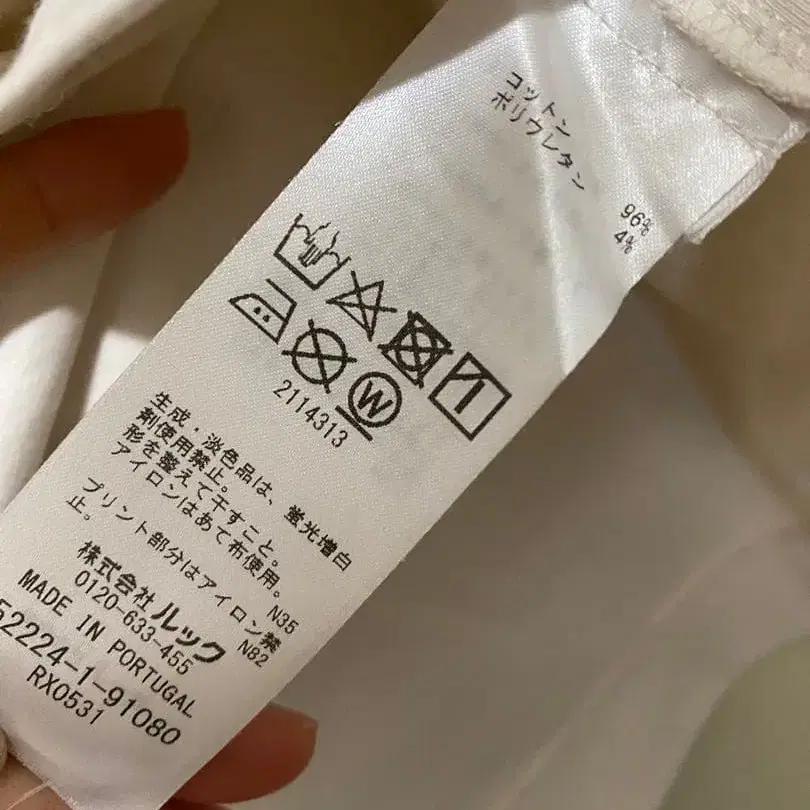 コットン 96%
ポリウレタン 4%
W
2114313
生成・淡色品は、蛍光増白
剤使用禁止。
形を整えて干すこと。
アイロンはあて布使用。
N35
プリント部分はアイロン禁
止。
N82
株式会社 ルック
0120-633-455
MADE IN PORTUGAL
52224-1-91080
RX0531